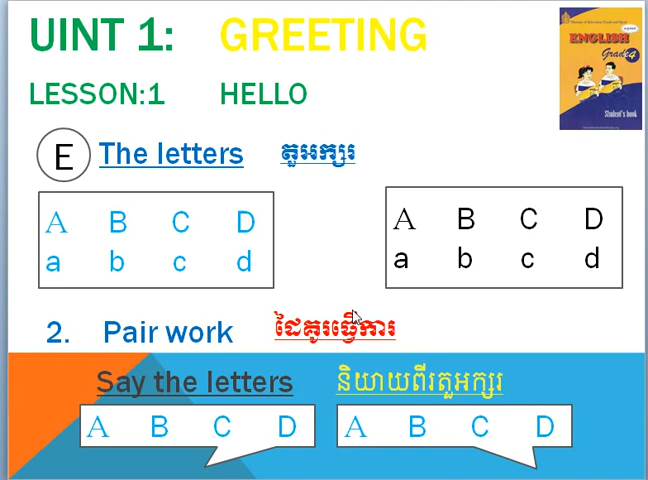 UINT 1: GREETING
LESSON:1 HELLO
E The letters តួអក្សរ
A B C D
a b c d
A B C D
a b c d
2. Pair work ដៃគូរធ្វើការ
Say the letters និយាយពីរតួអក្សរ
A B C D
A B C D
ENGLISH
Grade 4
Student's book